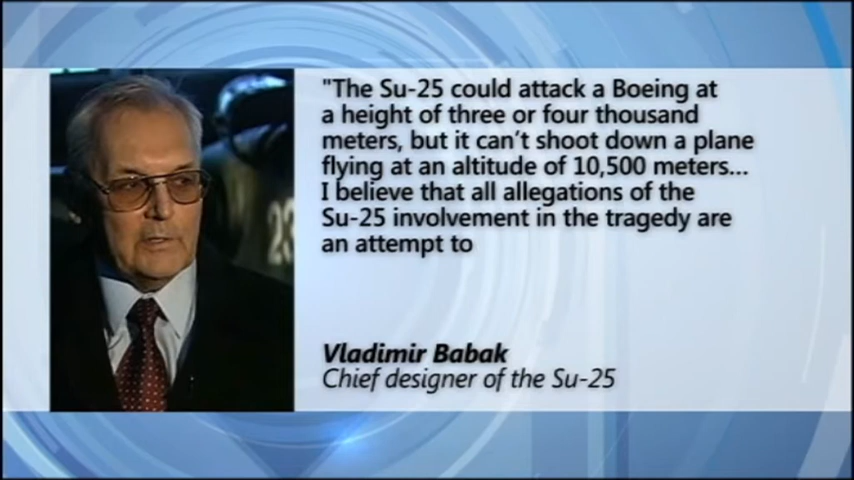 "The Su-25 could attack a Boeing at
a height of three or four thousand
meters, but it can't shoot down a plane
flying at an altitude of 10,500 meters...
I believe that all allegations of the
Su-25 involvement in the tragedy are
an attempt to
Vladimir Babak
Chief designer of the Su-25
23